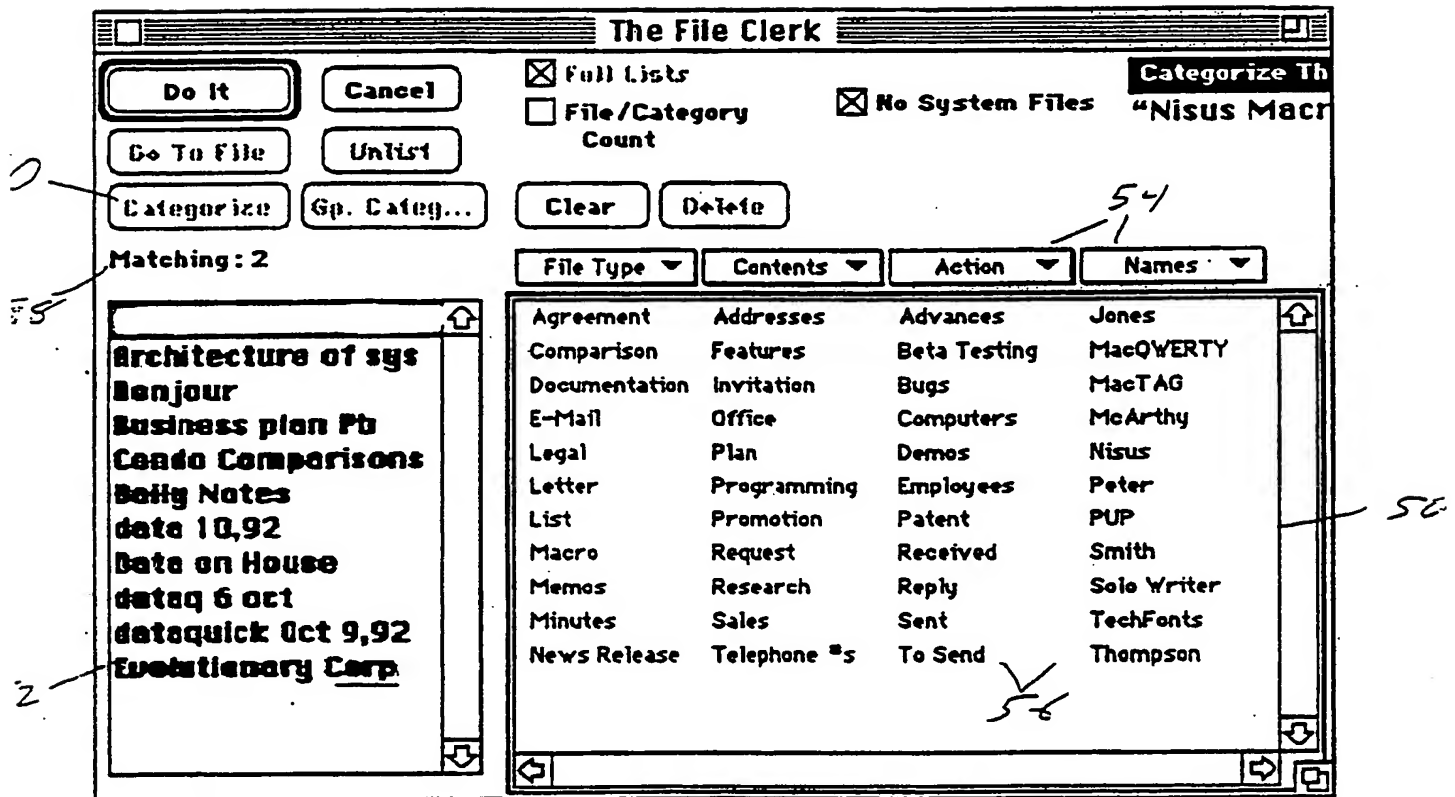 The File Clerk
Do It
Cancel
Full Lists
File/Category
Count
No System Files
Categorize Th
"Nisus Macr
Go To File
Unlist
Categorize
Gp. Categ...
Clear
Delete
54
Matching: 2
File Type
Contents
Action
Names
Agreement Addresses Advances Jones
Comparison Features Beta Testing MacQWERTY
Documentation Invitation Bugs MacTAG
E-Mail Office Computers McArthy
Legal Plan Demos Nisus
Letter Programming Employees Peter
List Promotion Patent PUP
Macro Request Received Smith
Memos Research Reply Solo Writer
Minutes Sales Sent TechFonts
News Release Telephone #s To Send Thompson
Architecture of sys
Bonjour
Business plan Pb
Condo Comparisons
Daily Notes
data 10,92
Data on House
dataq 6 oct
dataquick Oct 9,92
Evolutionary Corp
56